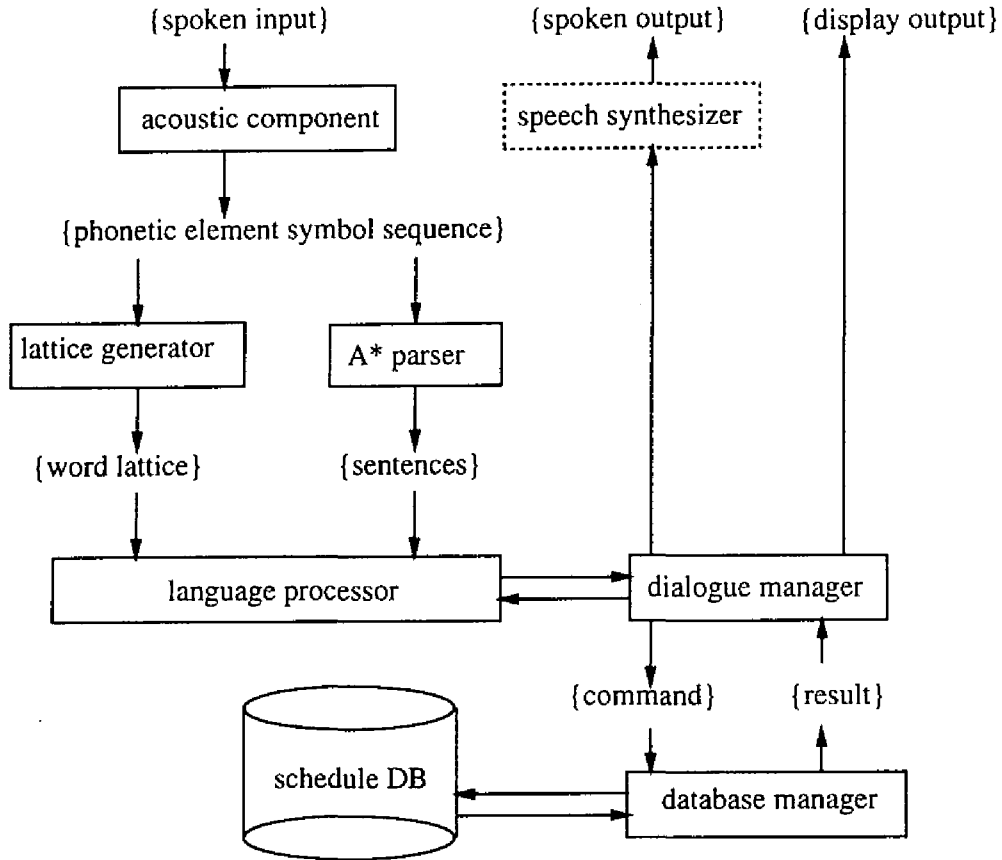 {spoken input}
{spoken output}
{display output}
acoustic component
speech synthesizer
{phonetic element symbol sequence}
lattice generator
A* parser
{word lattice}
{sentences}
language processor
dialogue manager
{command}
{result}
schedule DB
database manager